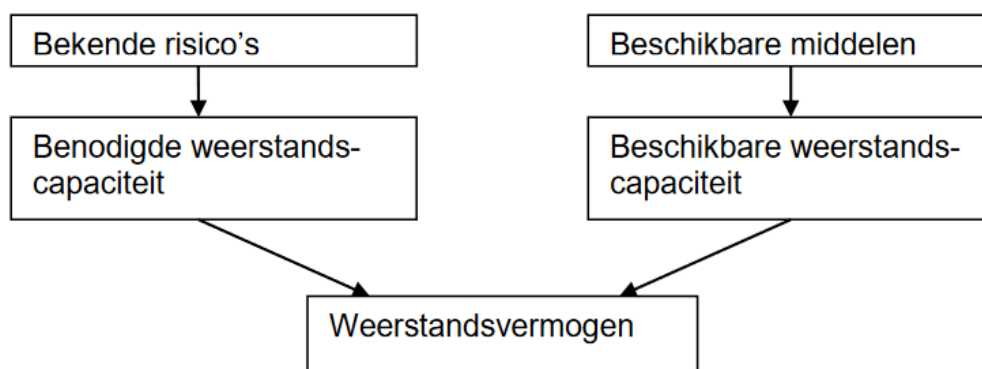 Bekende risico’s
Beschikbare middelen
Benodigde weerstands-
capaciteit
Beschikbare weerstands-
capaciteit
Weerstandsvermogen